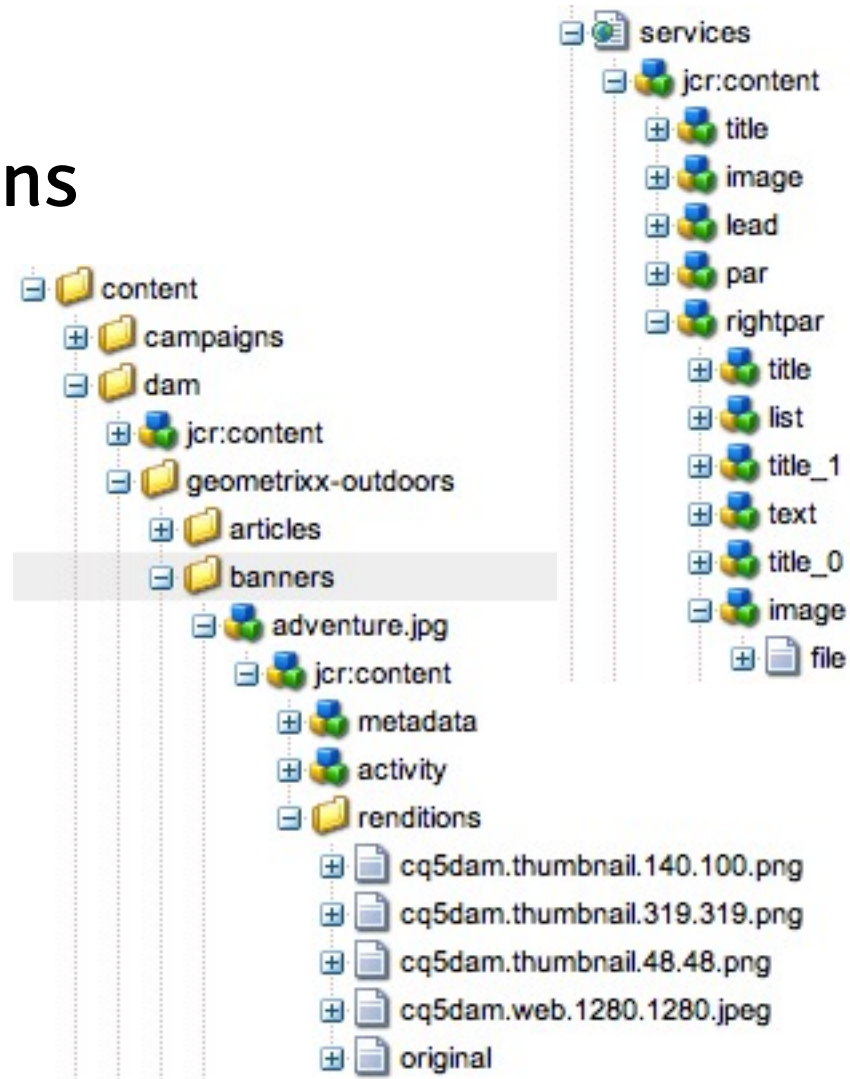 ns
content
campaigns
dam
jcr:content
geometrixx-outdoors
articles
banners
adventure.jpg
jcr:content
metadata
activity
renditions
cq5dam.thumbnail.140.100.png
cq5dam.thumbnail.319.319.png
cq5dam.thumbnail.48.48.png
cq5dam.web.1280.1280.jpeg
original
services
jcr:content
title
image
lead
par
rightpar
title
list
title_1
text
title_0
image
file